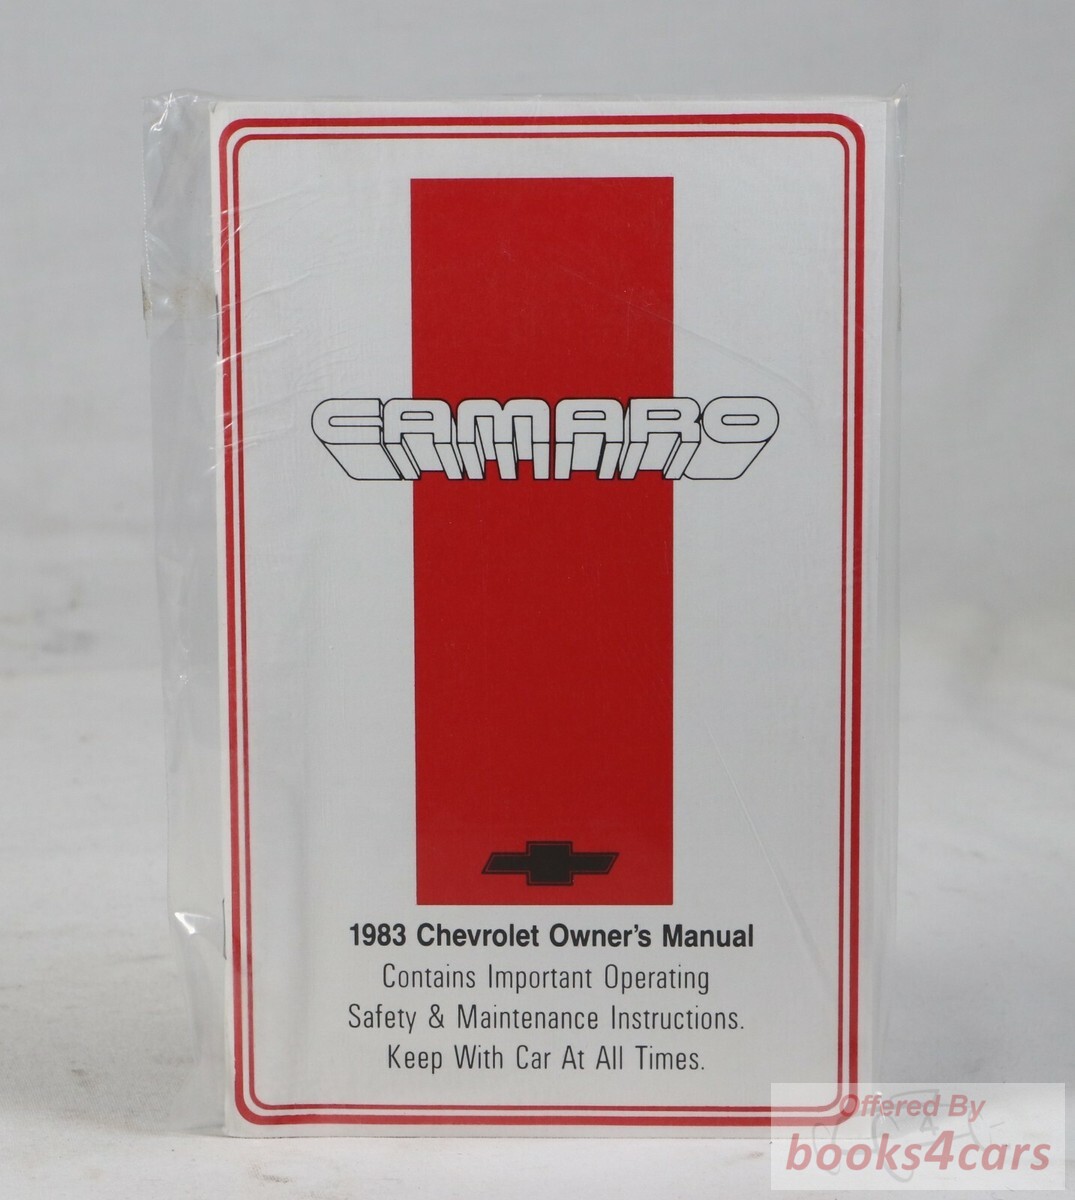 CAMARO
1983 Chevrolet Owner's Manual
Contains Important Operating
Safety & Maintenance Instructions.
Keep With Car At All Times.
Offered By
books4cars